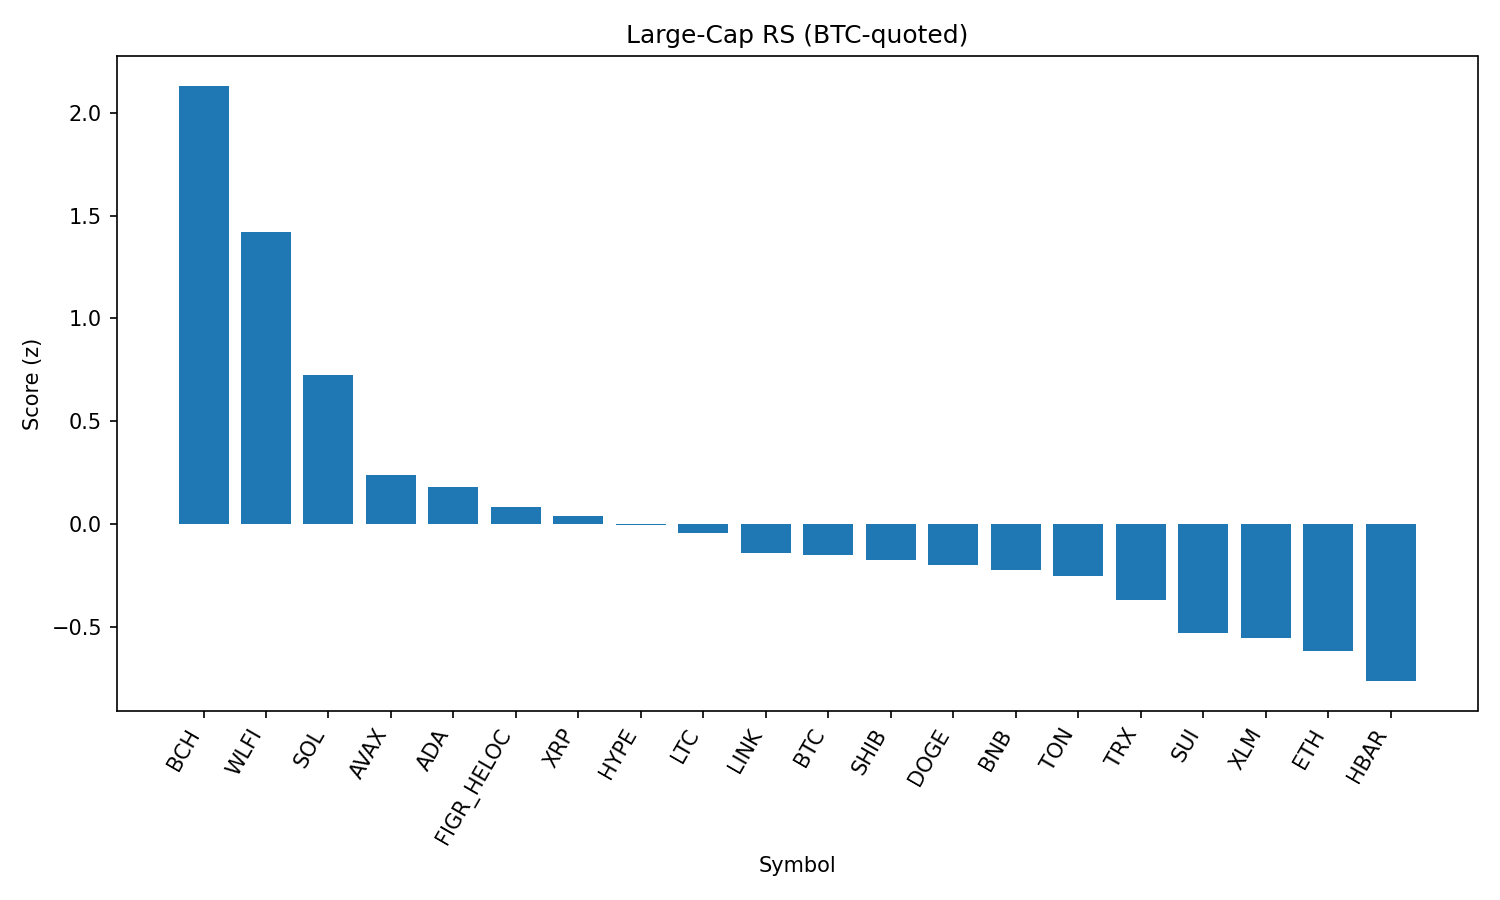 Large-Cap RS (BTC-quoted)
Score (z)
2.0
1.5
1.0
0.5
0.0
−0.5
BCH
WLFI
SOL
AVAX
ADA
FIGR_HELOC
XRP
HYPE
LTC
LINK
BTC
SHIB
DOGE
BNB
TON
TRX
SUI
XLM
ETH
HBAR
Symbol